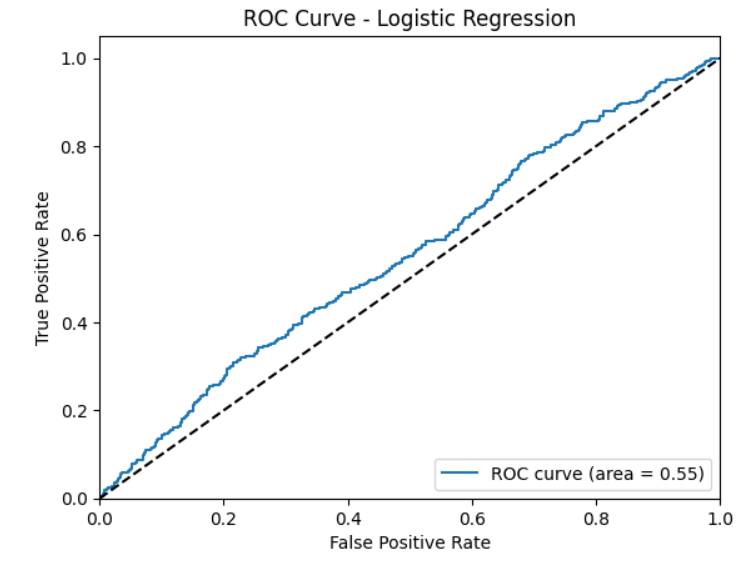 ROC Curve - Logistic Regression
1.0
0.8
0.6
0.4
0.2
0.0
True Positive Rate
ROC curve (area = 0.55)
0.0 0.2 0.4 0.6 0.8 1.0
False Positive Rate